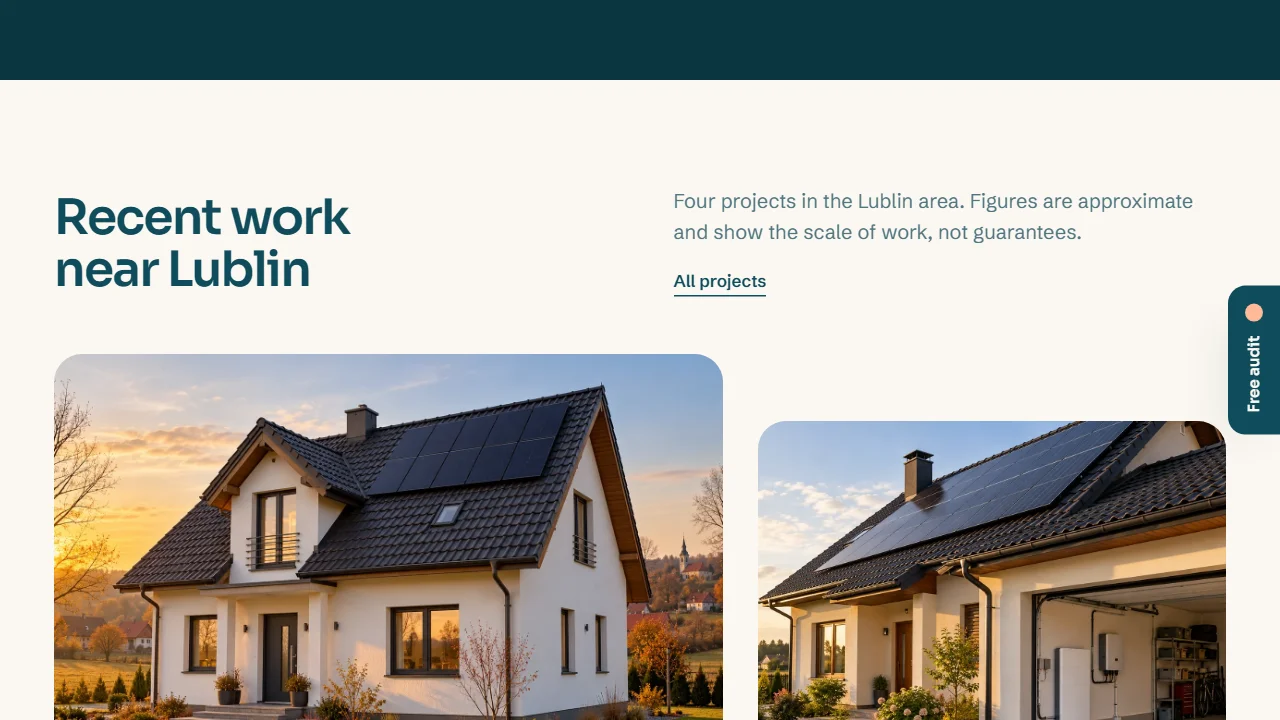 Recent work
near Lublin
Four projects in the Lublin area. Figures are approximate
and show the scale of work, not guarantees.
All projects
Free audit